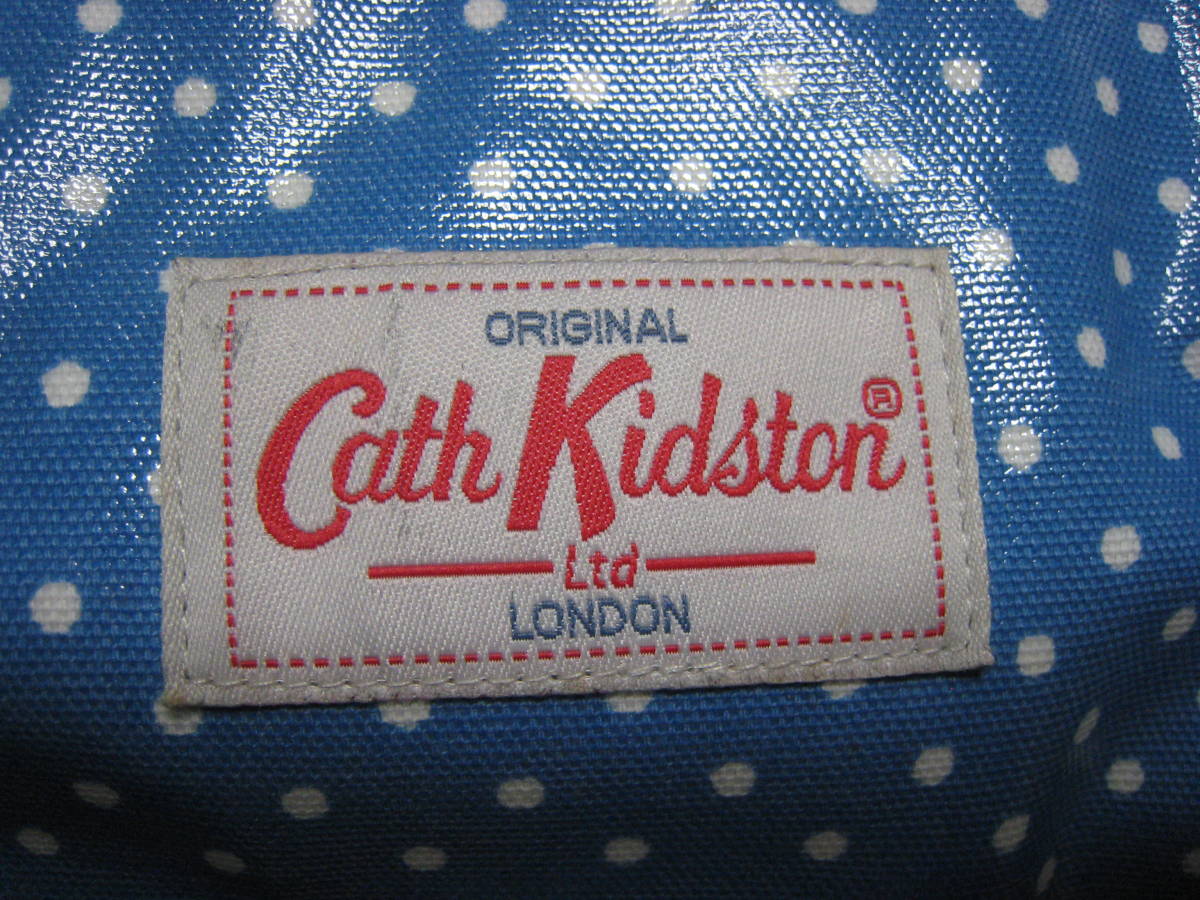 ORIGINAL
Cath Kidston®
Ltd
LONDON